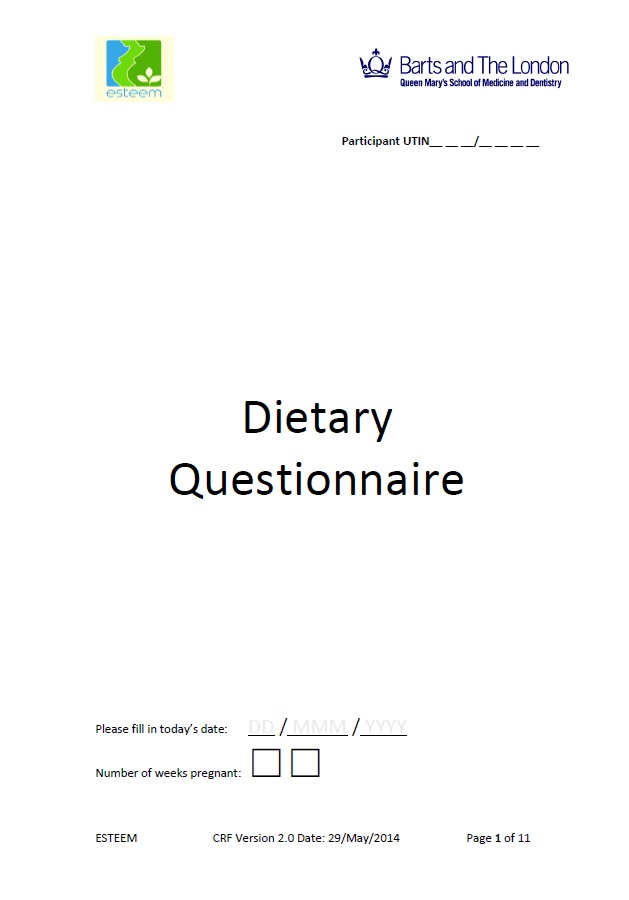 esteem
Barts and The London
Queen Mary's School of Medicine and Dentistry
Participant UTIN__ __ __/__ __ __ __
Dietary
Questionnaire
Please fill in today's date: DD / MMM / YYYY
Number of weeks pregnant:
ESTEEM CRF Version 2.0 Date: 29/May/2014 Page 1 of 11